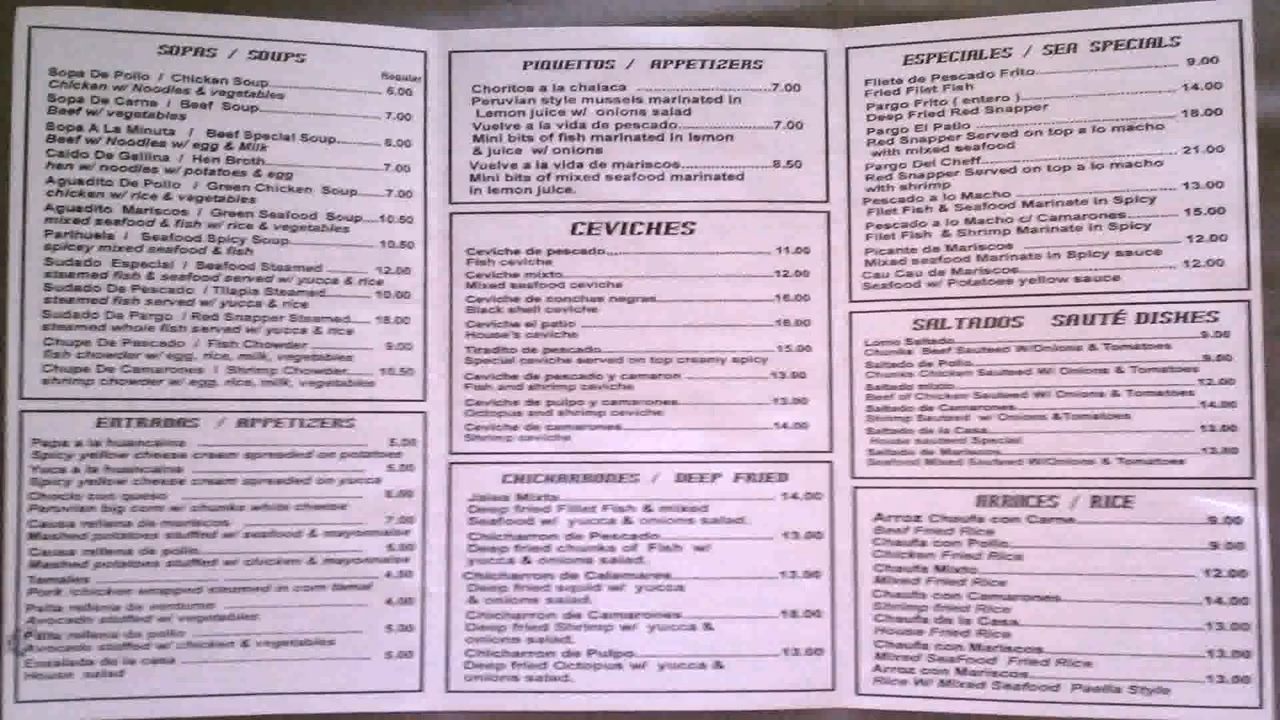 SOPAS / SOUPS
Regular
Sopa De Pollo / Chicken Soup 6.00
Chicken w/ Noodles & vegetables
Sopa De Carne / Beef Soup 7.00
Beef w/ vegetables
Sopa A La Minuta / Beef Special Soup 8.00
Beef w/ Noodles w/ egg & Milk
Caldo De Gallina / Hen Broth 7.00
hen w/ noodles w/ potatoes & egg
Aguadito De Pollo / Green Chicken Soup 7.00
chicken w/ rice & vegetables
Aguadito Mariscos / Green Seafood Soup 10.50
mixed seafood & fish w/ rice & vegetables
Parihuela / Seafood Spicy Soup 10.50
spicey mixed seafood & fish
Sudado Especial / Seafood Steamed 12.00
steamed fish & seafood served w/ yucca & rice
Sudado De Pescado / Tilapia Steamed 10.00
steamed fish served w/ yucca & rice
Sudado De Pargo / Red Snapper Steamed 18.00
steamed whole fish served w/ yucca & rice
Chupe De Pescado / Fish Chowder 9.00
fish chowder w/ egg, rice, milk, vegetables
Chupe De Camarones / Shrimp Chowder 10.50
shrimp chowder w/ egg, rice, milk, vegetables
ENTRADAS / APPETIZERS
Papa a la huancaina 5.00
Spicy yellow cheese cream spreaded on potatoes
Yuca a la huancaina 5.00
Spicy yellow cheese cream spreaded on yucca
Choclo con queso
Peruvian big corn w/ chunks white cheese
Causa rellena de mariscos 7.00
Mashed potatoes stuffed w/ seafood & mayonnaise
Causa rellena de pollo 5.00
Mashed potatoes stuffed w/ chicken & mayonnaise
Tamales
Pork /chicken wrapped steamed in corn tamal
Palta rellena de verduras
Avocado stuffed w/ vegetables
Palta rellena de pollo 5.00
Avocado stuffed w/ chicken & vegetables
Ensalada de la casa 5.00
House salad
PIQUEITOS / APPETIZERS
Choritos a la chalaca 7.00
Peruvian style mussels marinated in
Lemon juice w/ onions salad
Vuelve a la vida de pescado 7.00
Mini bits of fish marinated in lemon
& juice w/ onions
Vuelve a la vida de mariscos 8.50
Mini bits of mixed seafood marinated
in lemon juice.
CEVICHES
Ceviche de pescado 11.00
Fish ceviche
Ceviche mixto 12.00
Mixed seafood ceviche
Ceviche de conchas negras 16.00
Black shell ceviche
Ceviche el patio 16.00
House's ceviche
Tiradito de pescado 15.00
Special ceviche served on top creamy spicy
Ceviche de pescado y camaron 13.00
Fish and shrimp ceviche
Ceviche de pulpo y camarones 13.00
Octopus and shrimp ceviche
Ceviche de camarones 14.00
Shrimp ceviche
CHICHARRONES / DEEP FRIED
Jalea Mixto 14.00
Deep fried Fillet Fish & mixed
Seafood w/ yucca & onions salad.
Chicharron de Pescado 13.00
Deep fried chunks of Fish w/
yucca & onions salad.
Chicharron de Calamares 13.00
Deep fried squid w/ yucca
& onions salad.
Chicharron de Camarones
Deep fried Shrimp w/ yucca &
onions salad.
Chicharron de Pulpo 13.00
Deep fried Octopus w/ yucca &
onions salad.
ESPECIALES / SEA SPECIALS
Filete de Pescado Frito 9.00
Fried Filet Fish
Pargo Frito ( entero ) 14.00
Deep Fried Red Snapper
Pargo El Patio 18.00
Red Snapper Served on top a lo macho
with mixed seafood
Pargo Del Cheff 21.00
Red Snapper Served on top a lo macho
with shrimp
Pescado a lo Macho 13.00
Filet Fish & Seafood Marinate in Spicy
Pescado a lo Macho c/ Camarones 15.00
Filet Fish & Shrimp Marinate in Spicy
Picante de Mariscos 12.00
Mixed seafood Marinate in Spicy sauce
Cau Cau de Mariscos 12.00
Seafood w/ Potatoes yellow sauce
SALTADOS SAUTÉ DISHES
Lomo Saltado 9.00
Chunks Beef Sauteed W/Onions & Tomatoes
Saltado de Pollo 9.00
Chunks Chicken Sauteed W/ Onions & Tomatoes
Saltado mixto 12.00
Beef of Chicken Sauteed W/ Onions & Tomatoes
Saltado de Camarones 14.00
Shrimp Sauteed w/ Onions &Tomatoes
Saltado de la Casa 13.00
House sauteed Special
Saltado de Mariscos
Seafood Mixed Sauteed W/Onions & Tomatoes
ARROCES / RICE
Arroz Chaufa con Carne 9.00
Beef Fried Rice
Chaufa con Pollo 9.00
Chicken Fried Rice
Chaufa Mixto 12.00
Mixed Fried Rice
Chaufa con Camarones 14.00
Shrimp fried Rice
Chaufa de la Casa 13.00
House Fried Rice
Chaufa con Mariscos 13.00
Mixed SeaFood Fried Rice
Arroz con Mariscos 13.00
Rice W/ Mixed Seafood Paella Style